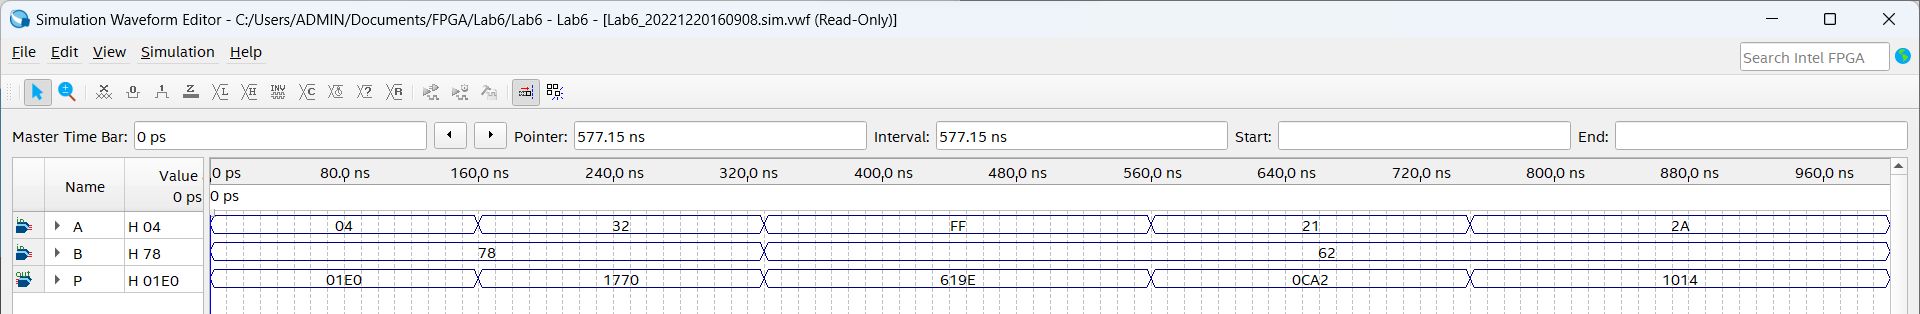 Simulation Waveform Editor - C:/Users/ADMIN/Documents/FPGA/Lab6/Lab6 - Lab6 - [Lab6_20221220160908.sim.vwf (Read-Only)]
File Edit View Simulation Help
Search Intel FPGA
Master Time Bar: 0 ps Pointer: 577.15 ns Interval: 577.15 ns Start: End:
Name Value 0 ps
0 ps 80.0 ns 160.0 ns 240.0 ns 320.0 ns 400.0 ns 480.0 ns 560.0 ns 640.0 ns 720.0 ns 800.0 ns 880.0 ns 960.0 ns
0 ps
A H 04 04 32 FF 21 2A
B H 78 78 62
P H 01E0 01E0 1770 619E 0CA2 1014